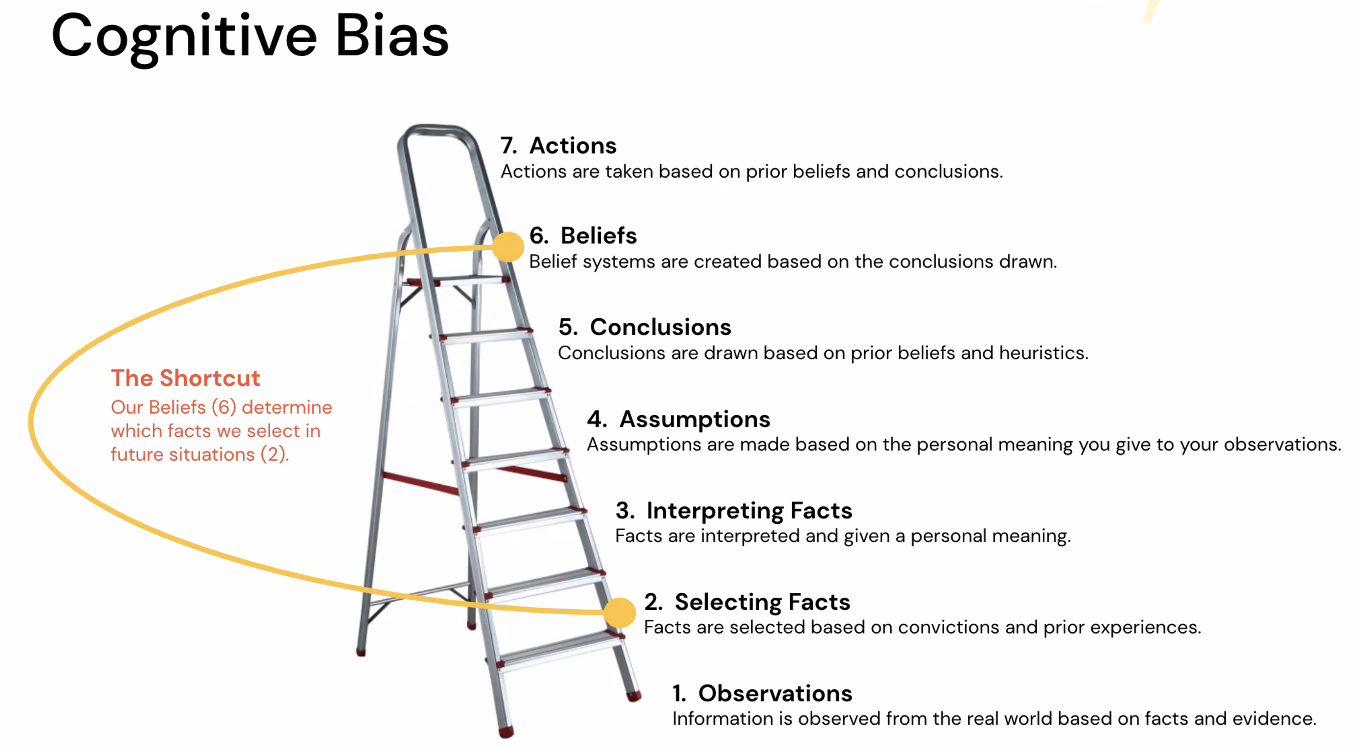 Cognitive Bias
7. Actions
Actions are taken based on prior beliefs and conclusions.
6. Beliefs
Belief systems are created based on the conclusions drawn.
5. Conclusions
Conclusions are drawn based on prior beliefs and heuristics.
The Shortcut
Our Beliefs (6) determine
which facts we select in
future situations (2).
4. Assumptions
Assumptions are made based on the personal meaning you give to your observations.
3. Interpreting Facts
Facts are interpreted and given a personal meaning.
2. Selecting Facts
Facts are selected based on convictions and prior experiences.
1. Observations
Information is observed from the real world based on facts and evidence.